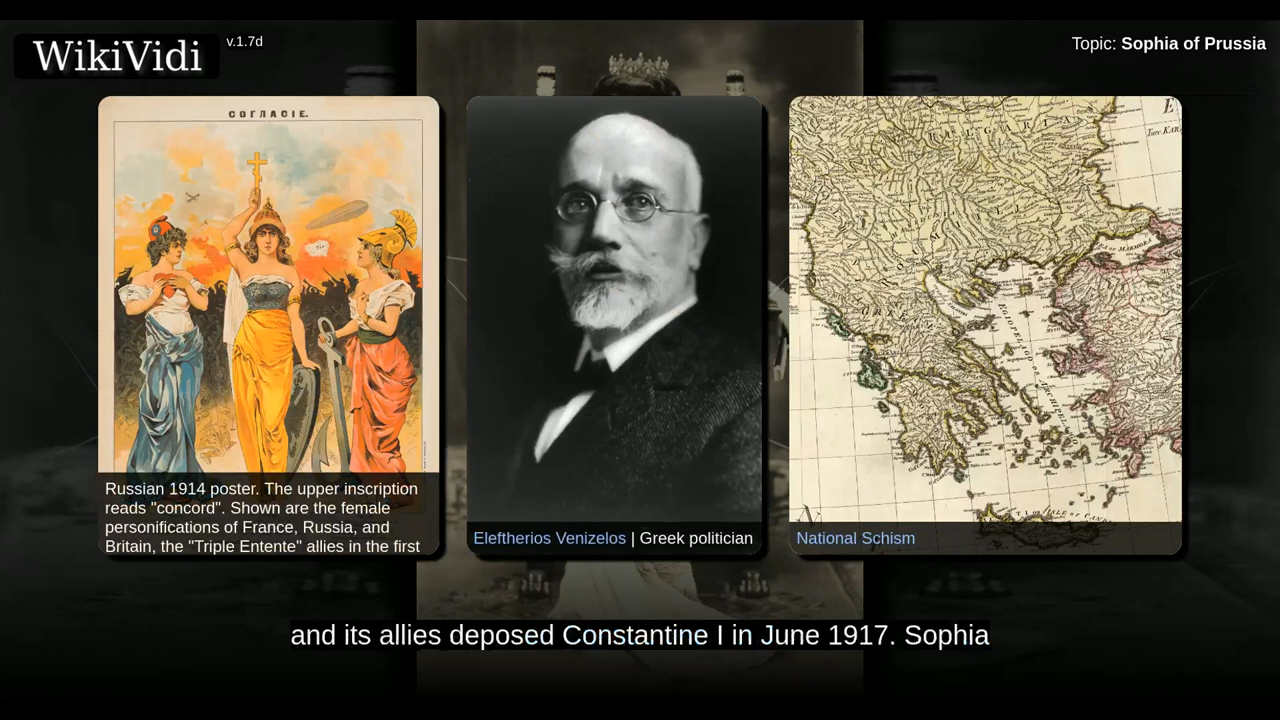 WikiVidi
v.1.7d
Topic: Sophia of Prussia
СОГЛАСІЕ.
Russian 1914 poster. The upper inscription
reads "concord". Shown are the female
personifications of France, Russia, and
Britain, the "Triple Entente" allies in the first
Eleftherios Venizelos | Greek politician
BULGARIA
National Schism
and its allies deposed Constantine I in June 1917. Sophia